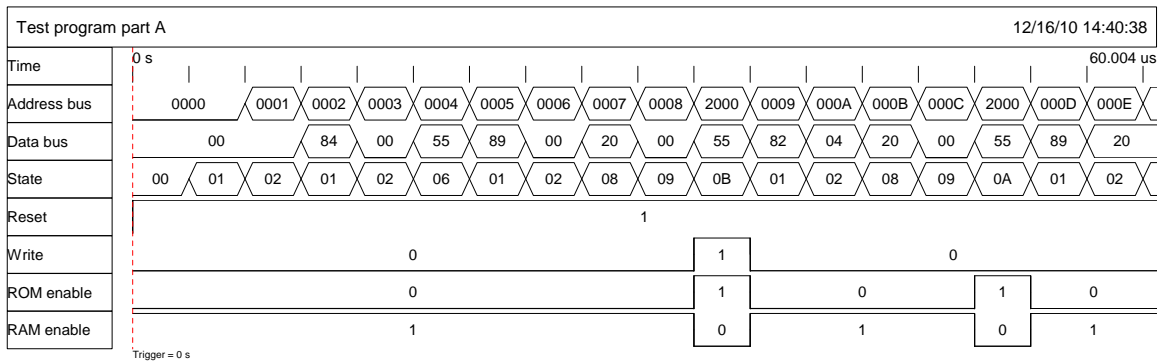 Test program part A 12/16/10 14:40:38
Time 0 s 60.004 us
Address bus 0000 0001 0002 0003 0004 0005 0006 0007 0008 2000 0009 000A 000B 000C 2000 000D 000E
Data bus 00 84 00 55 89 00 20 00 55 82 04 20 00 55 89 20
State 00 01 02 01 02 06 01 02 08 09 0B 01 02 08 09 0A 01 02
Reset 1
Write 0 1 0
ROM enable 0 1 0 1 0
RAM enable 1 0 1 0 1
Trigger = 0 s